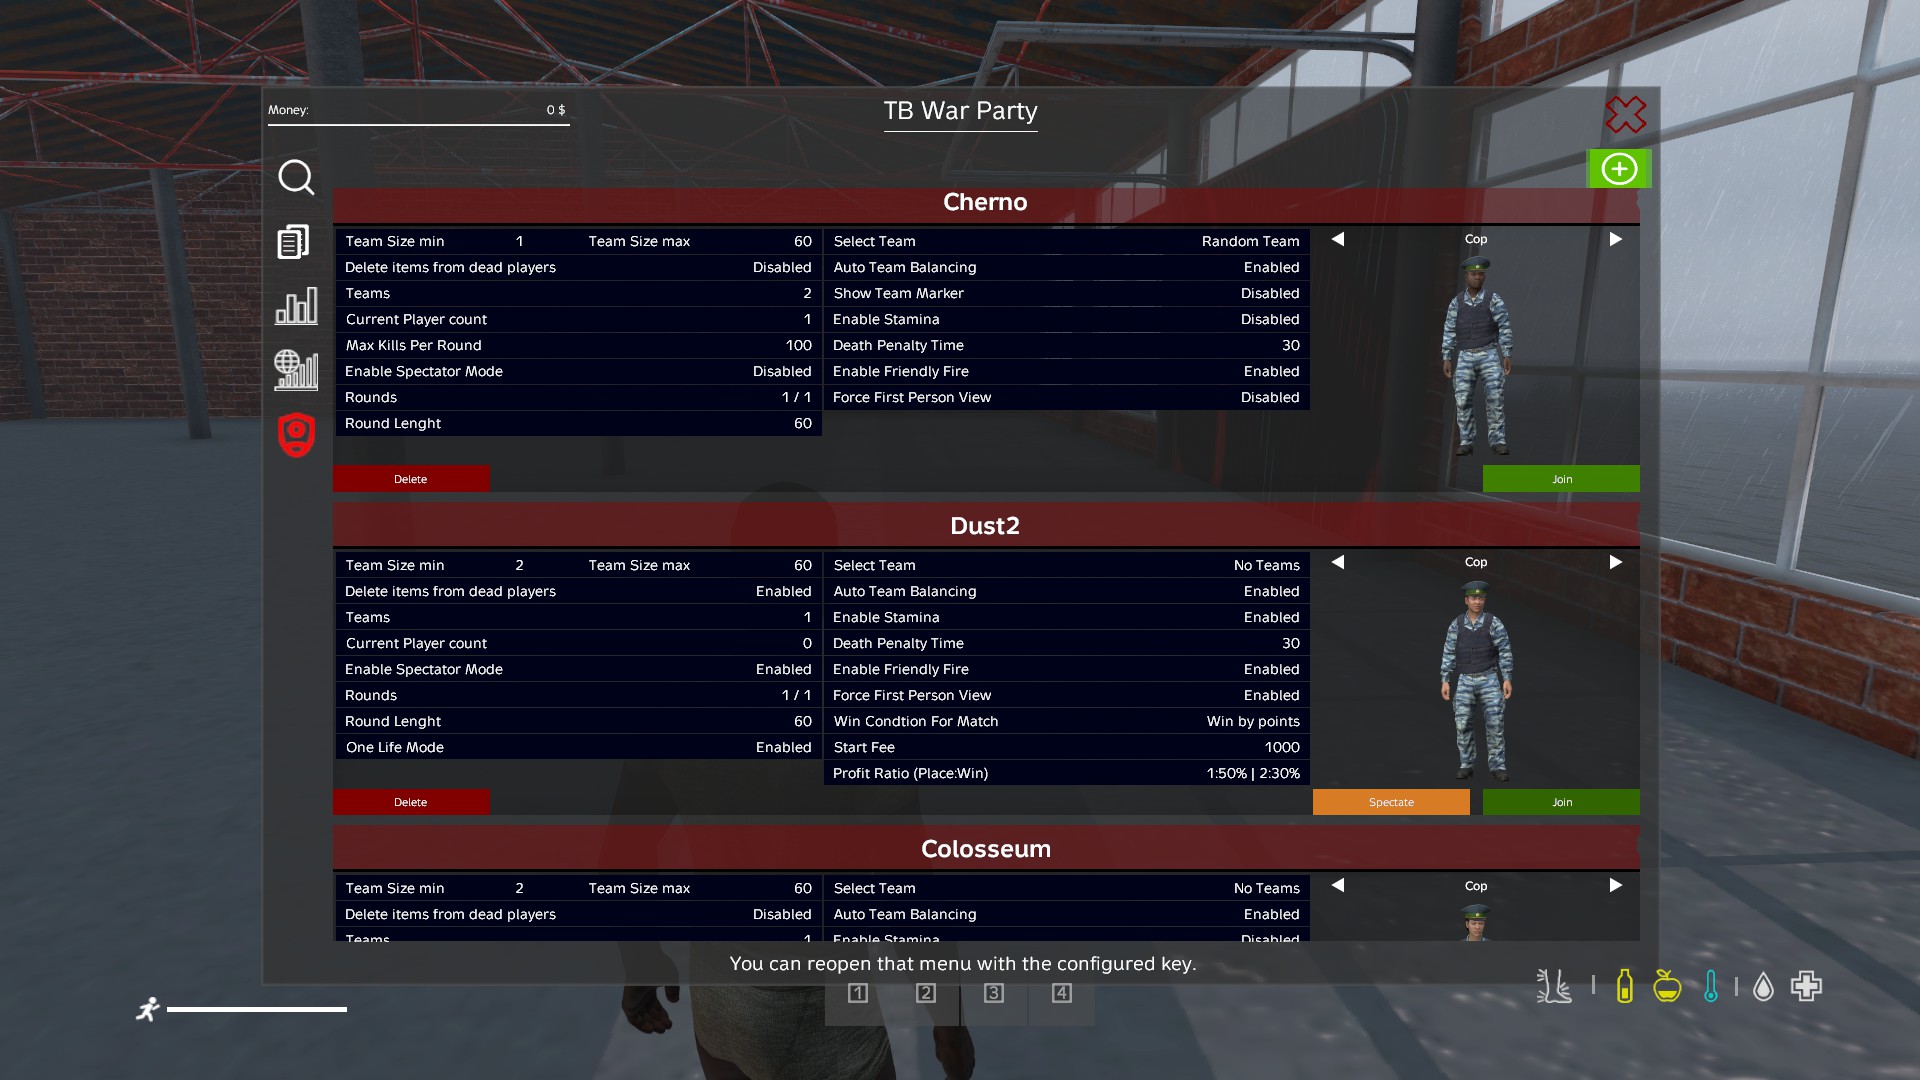 Money: 0 $
TB War Party
Cherno
Team Size min 1 Team Size max 60
Delete items from dead players Disabled
Teams 2
Current Player count 1
Max Kills Per Round 100
Enable Spectator Mode Disabled
Rounds 1 / 1
Round Lenght 60
Select Team Random Team
Auto Team Balancing Enabled
Show Team Marker Disabled
Enable Stamina Disabled
Death Penalty Time 30
Enable Friendly Fire Enabled
Force First Person View Disabled
Cop
Delete
Join
Dust2
Team Size min 2 Team Size max 60
Delete items from dead players Enabled
Teams 1
Current Player count 0
Enable Spectator Mode Enabled
Rounds 1 / 1
Round Lenght 60
One Life Mode Enabled
Select Team No Teams
Auto Team Balancing Enabled
Enable Stamina Enabled
Death Penalty Time 30
Enable Friendly Fire Enabled
Force First Person View Enabled
Win Condtion For Match Win by points
Start Fee 1000
Profit Ratio (Place:Win) 1:50% | 2:30%
Cop
Delete
Spectate
Join
Colosseum
Team Size min 2 Team Size max 60
Delete items from dead players Disabled
Teams 1
Select Team No Teams
Auto Team Balancing Enabled
Enable Stamina Disabled
Cop
You can reopen that menu with the configured key.
1 2 3 4